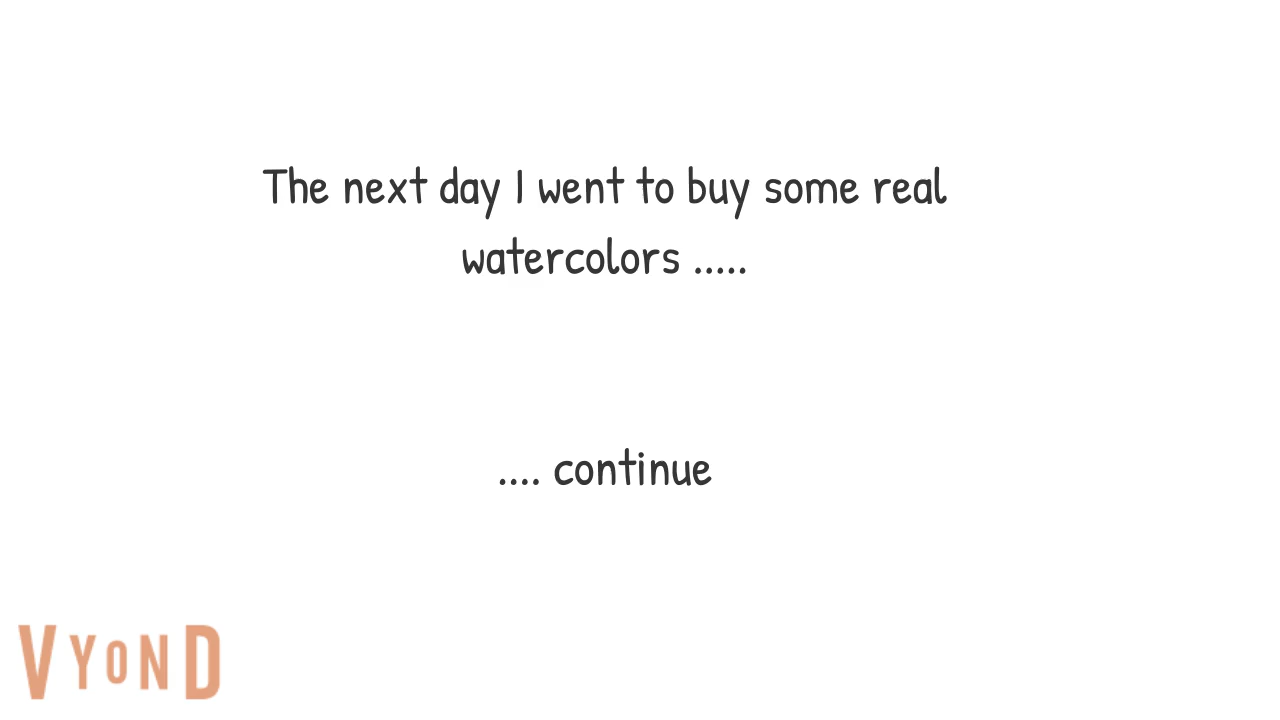 The next day I went to buy some real
watercolors .....
.... continue
VYOND